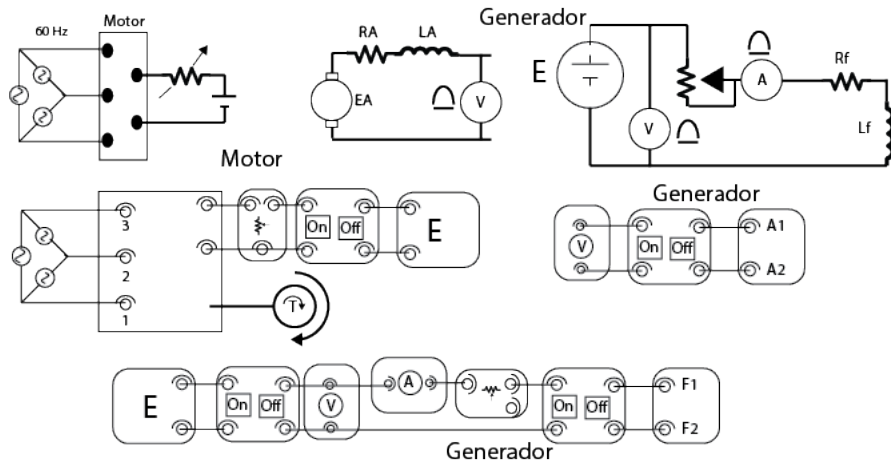 Generador
Motor
60 Hz
RA
LA
EA
V
E
V
A
Rf
Lf
Motor
Generador
3
2
1
On
Off
E
T
V
On
Off
A1
A2
E
On
Off
V
A
On
Off
F1
F2
Generador